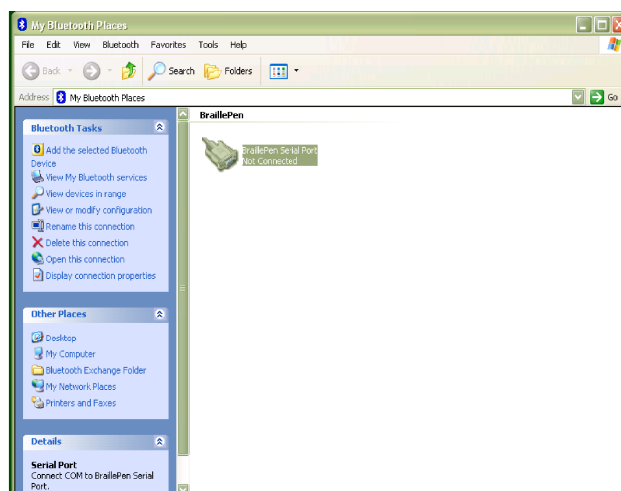 My Bluetooth Places
File Edit View Bluetooth Favorites Tools Help
Back Search Folders
Address My Bluetooth Places Go
Bluetooth Tasks
Add the selected Bluetooth
Device
View My Bluetooth services
View devices in range
View or modify configuration
Rename this connection
Delete this connection
Open this connection
Display connection properties
Other Places
Desktop
My Computer
Bluetooth Exchange Folder
My Network Places
Printers and Faxes
Details
Serial Port
Connect COM to BraillePen Serial
Port.
BraillePen
BraillePen Serial Port
Not Connected